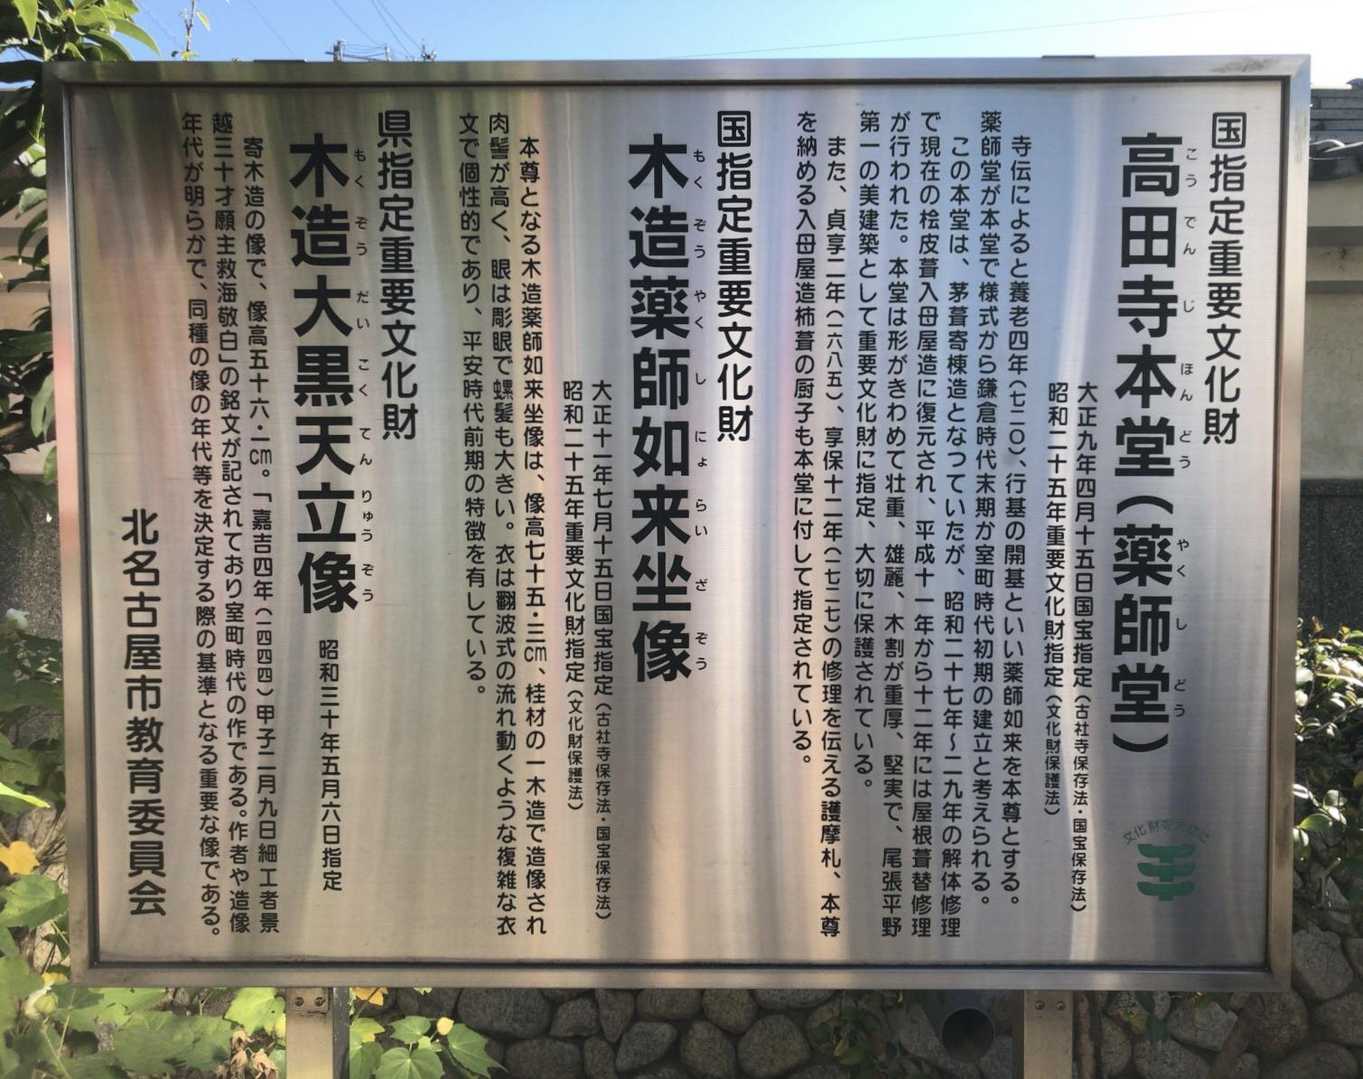 国指定重要文化財
高田寺本堂（薬師堂）
こうでんじほんどう やくしどう
大正九年四月十五日国宝指定（古社寺保存法・国宝保存法）
昭和二十五年重要文化財指定（文化財保護法）
寺伝によると養老四年（七二〇）、行基の開基といい薬師如来を本尊とする。
薬師堂が本堂で様式から鎌倉時代末期か室町時代初期の建立と考えられる。
この本堂は、茅葺寄棟造となっていたが、昭和二十七年～二九年の解体修理
で現在の桧皮葺入母屋造に復元され、平成十一年から十二年には屋根葺替修理
が行われた。本堂は形がきわめて壮重、雄麗、木割が重厚、堅実で、尾張平野
第一の美建築として重要文化財に指定、大切に保護されている。
また、貞享二年（一六八五）、享保十二年（一七二七）の修理を伝える護摩札、本尊
を納める入母屋造杮葺の厨子も本堂に付して指定されている。
国指定重要文化財
木造薬師如来坐像
もくぞうやくしにょらいざぞう
大正十一年七月十五日国宝指定（古社寺保存法・国宝保存法）
昭和二十五年重要文化財指定（文化財保護法）
本尊となる木造薬師如来坐像は、像高七十五・三㎝、桂材の一木造で造像され
肉髻が高く、眼は彫眼で螺髪も大きい。衣は翻波式の流れ動くような複雑な衣
文で個性的であり、平安時代前期の特徴を有している。
県指定重要文化財
木造大黒天立像 昭和三十年五月六日指定
もくぞうだいこくてんりゅうぞう
寄木造の像で、像高五十六・一㎝。「嘉吉四年（一四四四）甲子二月九日細工者景
越三十才願主救海敬白」の銘文が記されており室町時代の作である。作者や造像
年代が明らかで、同種の像の年代等を決定する際の基準となる重要な像である。
北名古屋市教育委員会